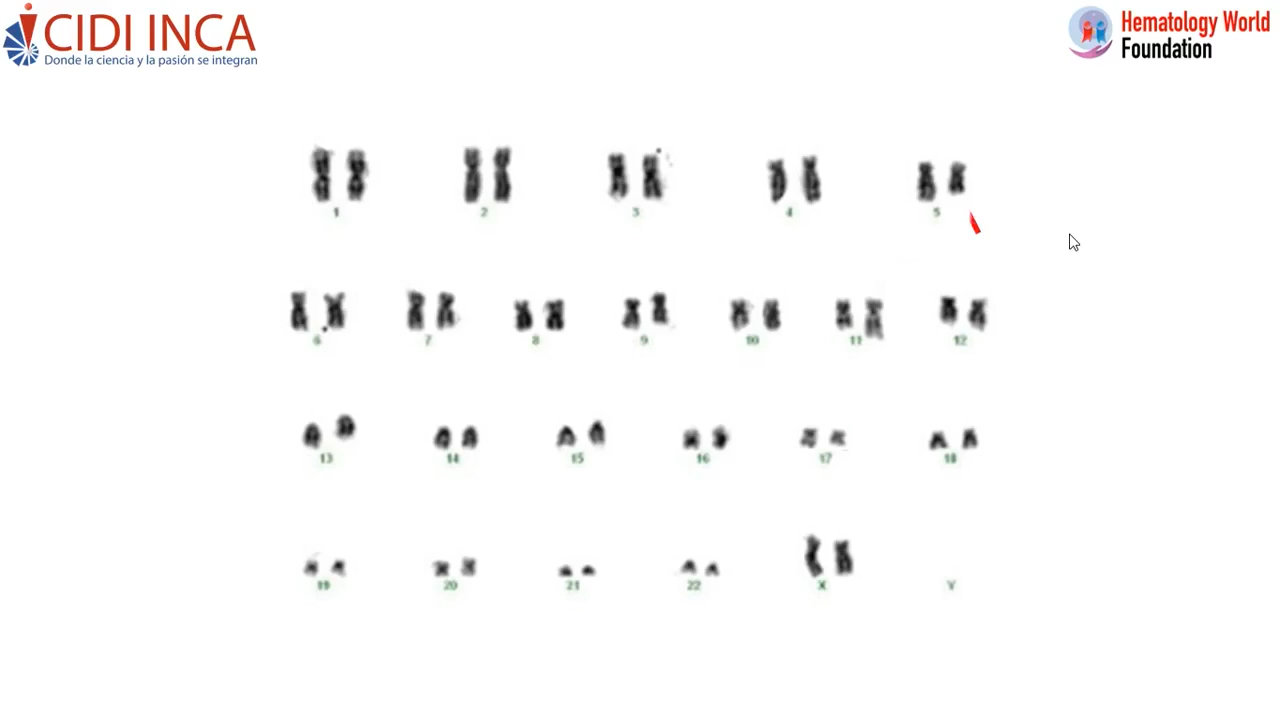 CIDI INCA
Donde la ciencia y la pasión se integran
Hematology World
Foundation
1 2 3 4 5
6 7 8 9 10 11 12
13 14 15 16 17 18
19 20 21 22 X Y